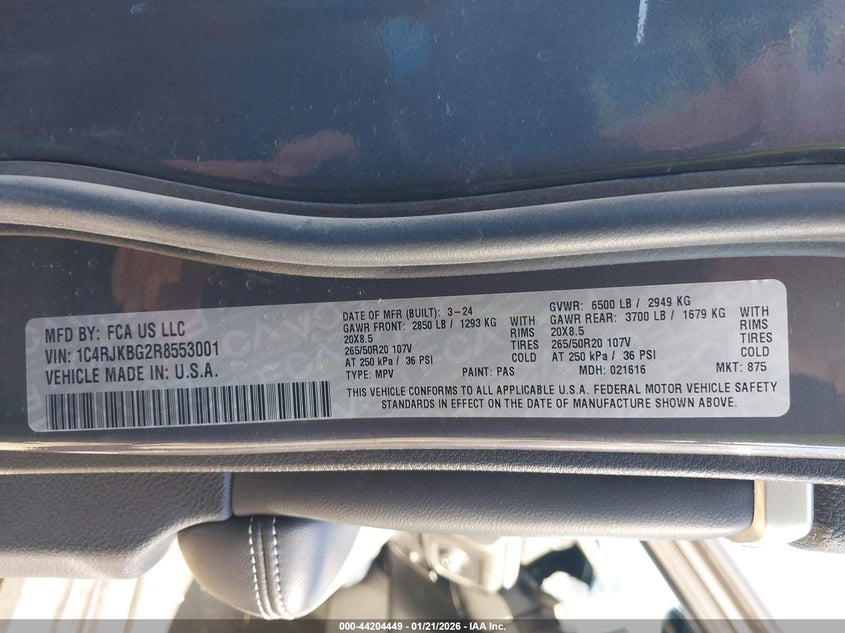 MFD BY: FCA US LLC
VIN: 1C4RJKBG2R8553001
VEHICLE MADE IN: U.S.A.
DATE OF MFR (BUILT): 3-24
GVWR: 6500 LB / 2949 KG
GAWR FRONT: 2850 LB / 1293 KG WITH
20X8.5 RIMS
265/50R20 107V TIRES
AT 250 kPa / 36 PSI COLD
GAWR REAR: 3700 LB / 1679 KG WITH
20X8.5 RIMS
265/50R20 107V TIRES
AT 250 kPa / 36 PSI COLD
TYPE: MPV PAINT: PAS MDH: 021616 MKT: 875
THIS VEHICLE CONFORMS TO ALL APPLICABLE U.S.A. FEDERAL MOTOR VEHICLE SAFETY
STANDARDS IN EFFECT ON THE DATE OF MANUFACTURE SHOWN ABOVE.
000-44204449 - 01/21/2026 - IAA Inc.